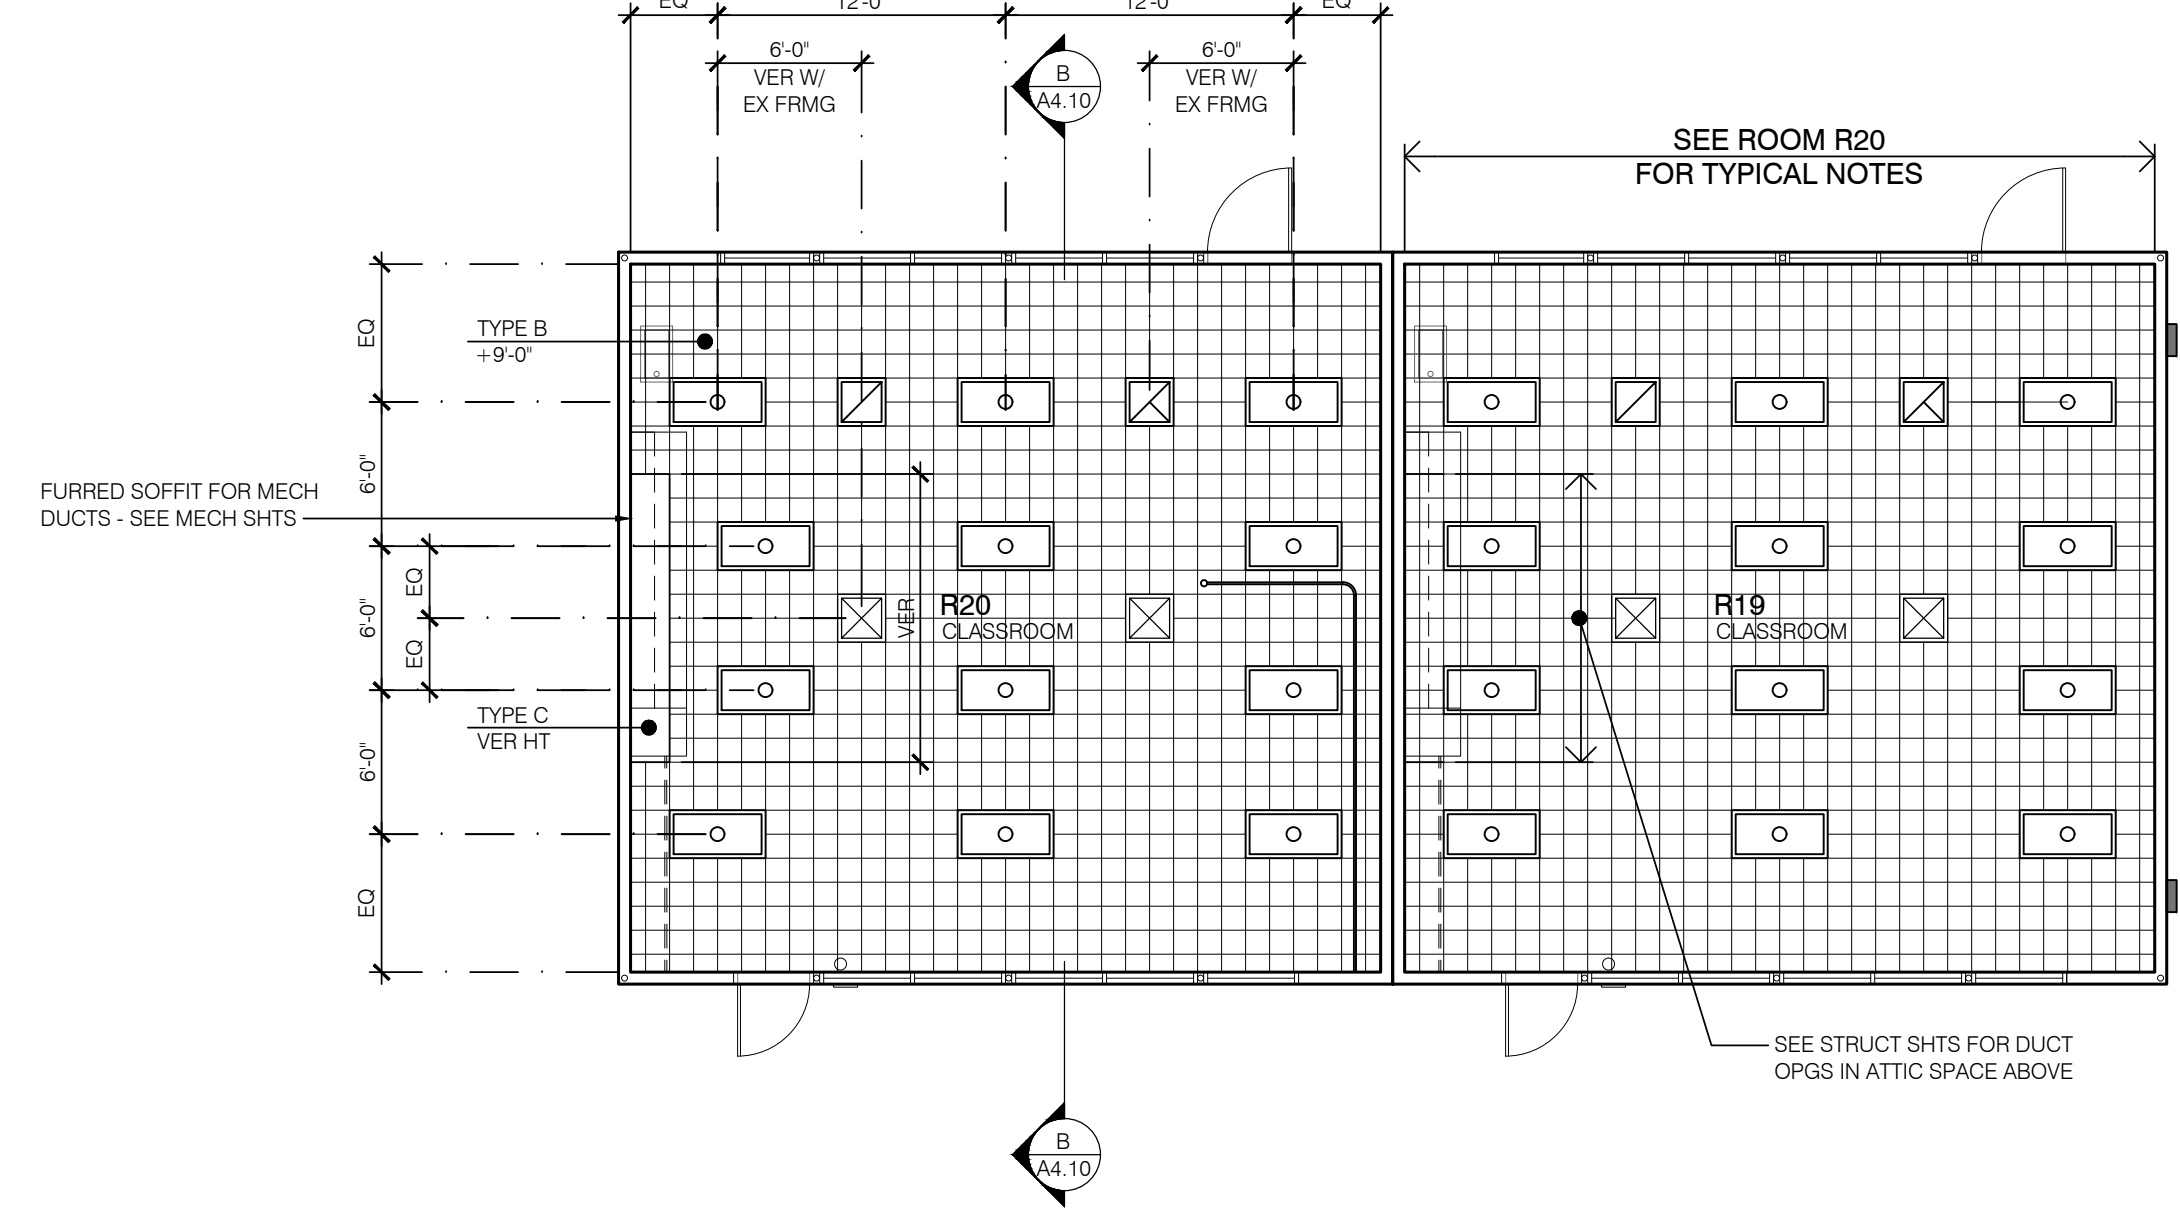 EQ
12'-0"
12'-0"
EQ
6'-0"
VER W/
EX FRMG
6'-0"
VER W/
EX FRMG
B
A4.10
SEE ROOM R20
FOR TYPICAL NOTES
EQ
6'-0"
6'-0"
6'-0"
EQ
EQ
EQ
TYPE B
+9'-0"
FURRED SOFFIT FOR MECH
DUCTS - SEE MECH SHTS
TYPE C
VER HT
VER
R20
CLASSROOM
R19
CLASSROOM
SEE STRUCT SHTS FOR DUCT
OPGS IN ATTIC SPACE ABOVE
B
A4.10